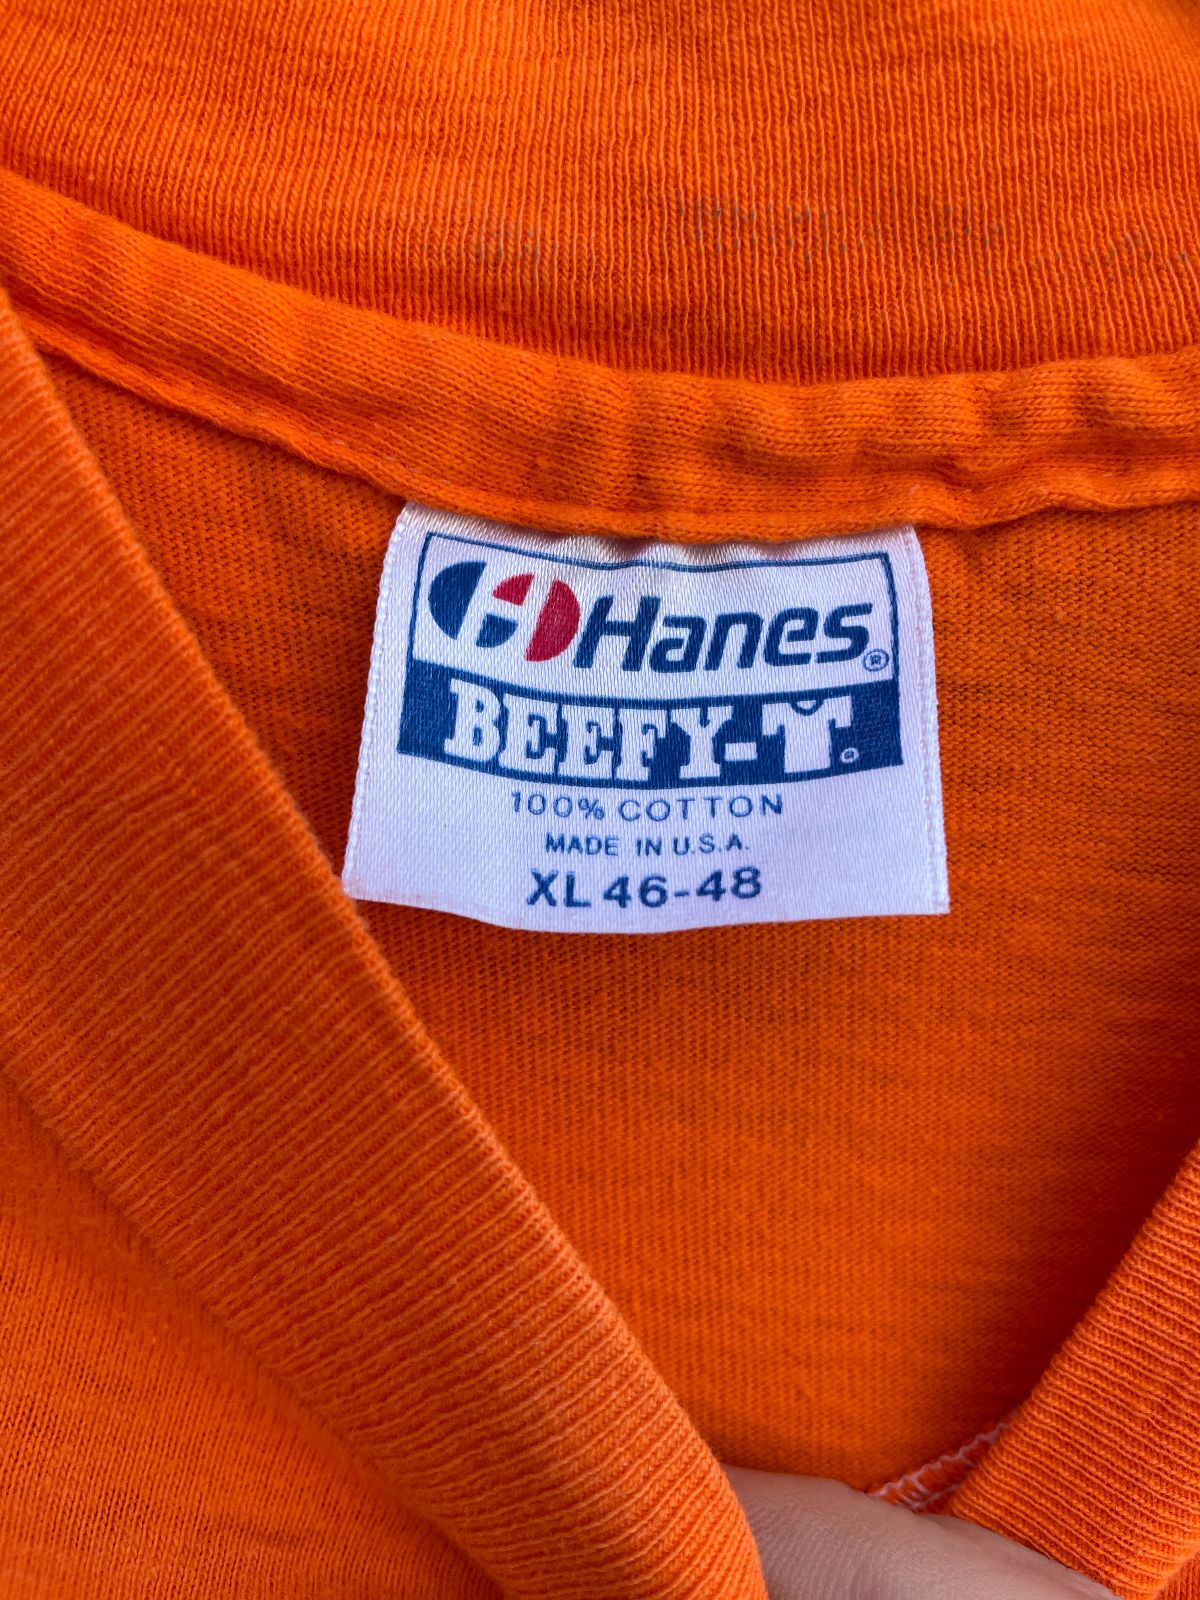 Hanes®
BEEFY-T®
100% COTTON
MADE IN U.S.A.
XL 46-48